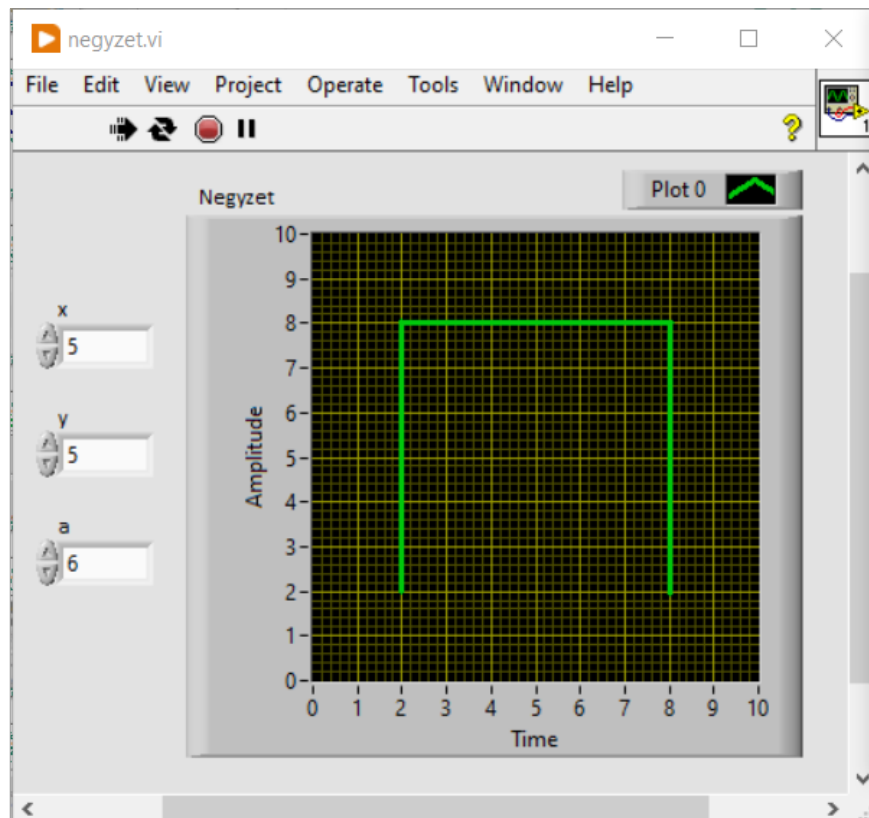 negyzet.vi
File Edit View Project Operate Tools Window Help
1
Negyzet
Plot 0
x
5
y
5
a
6
Amplitude
10
9
8
7
6
5
4
3
2
1
0
0 1 2 3 4 5 6 7 8 9 10
Time